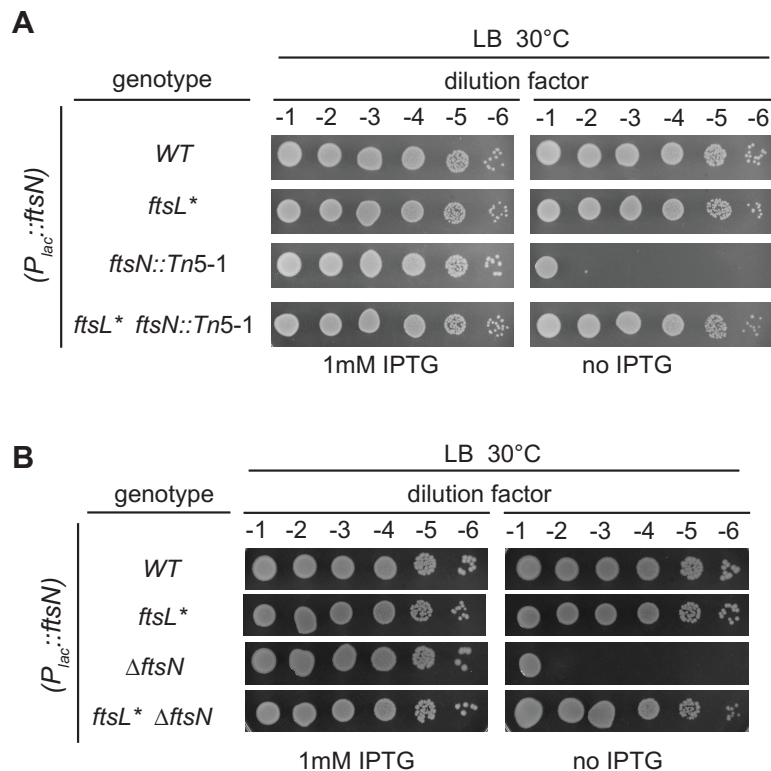 A
LB 30°C
genotype
dilution factor
-1 -2 -3 -4 -5 -6 -1 -2 -3 -4 -5 -6
(Plac::ftsN)
WT
ftsL*
ftsN::Tn5-1
ftsL* ftsN::Tn5-1
1mM IPTG no IPTG
B
LB 30°C
genotype
dilution factor
-1 -2 -3 -4 -5 -6 -1 -2 -3 -4 -5 -6
(Plac::ftsN)
WT
ftsL*
ΔftsN
ftsL* ΔftsN
1mM IPTG no IPTG